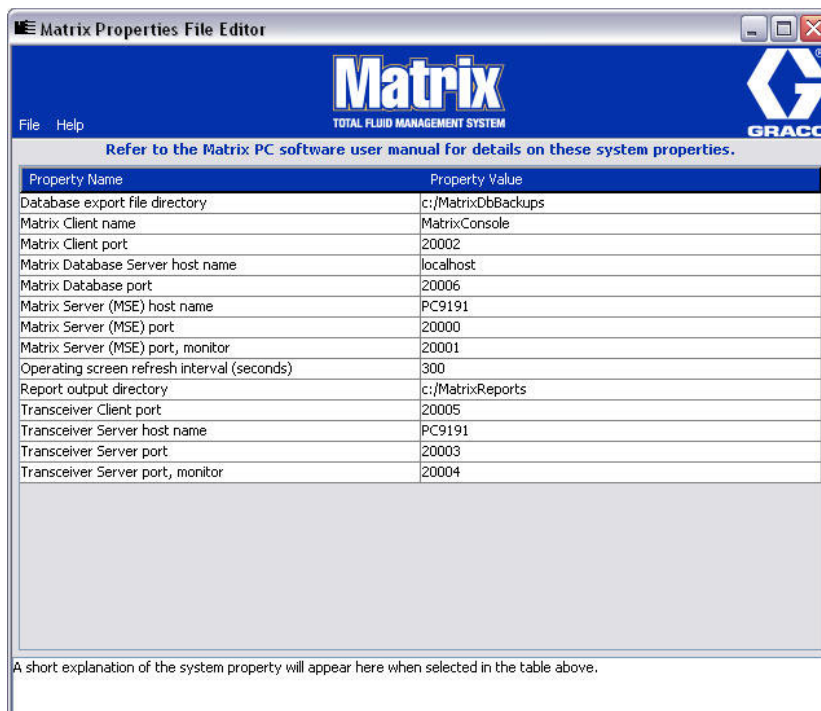 Matrix Properties File Editor
Matrix
TOTAL FLUID MANAGEMENT SYSTEM
GRACO
File Help
Refer to the Matrix PC software user manual for details on these system properties.
Property Name Property Value
Database export file directory c:/MatrixDbBackups
Matrix Client name MatrixConsole
Matrix Client port 20002
Matrix Database Server host name localhost
Matrix Database port 20006
Matrix Server (MSE) host name PC9191
Matrix Server (MSE) port 20000
Matrix Server (MSE) port, monitor 20001
Operating screen refresh interval (seconds) 300
Report output directory c:/MatrixReports
Transceiver Client port 20005
Transceiver Server host name PC9191
Transceiver Server port 20003
Transceiver Server port, monitor 20004
A short explanation of the system property will appear here when selected in the table above.